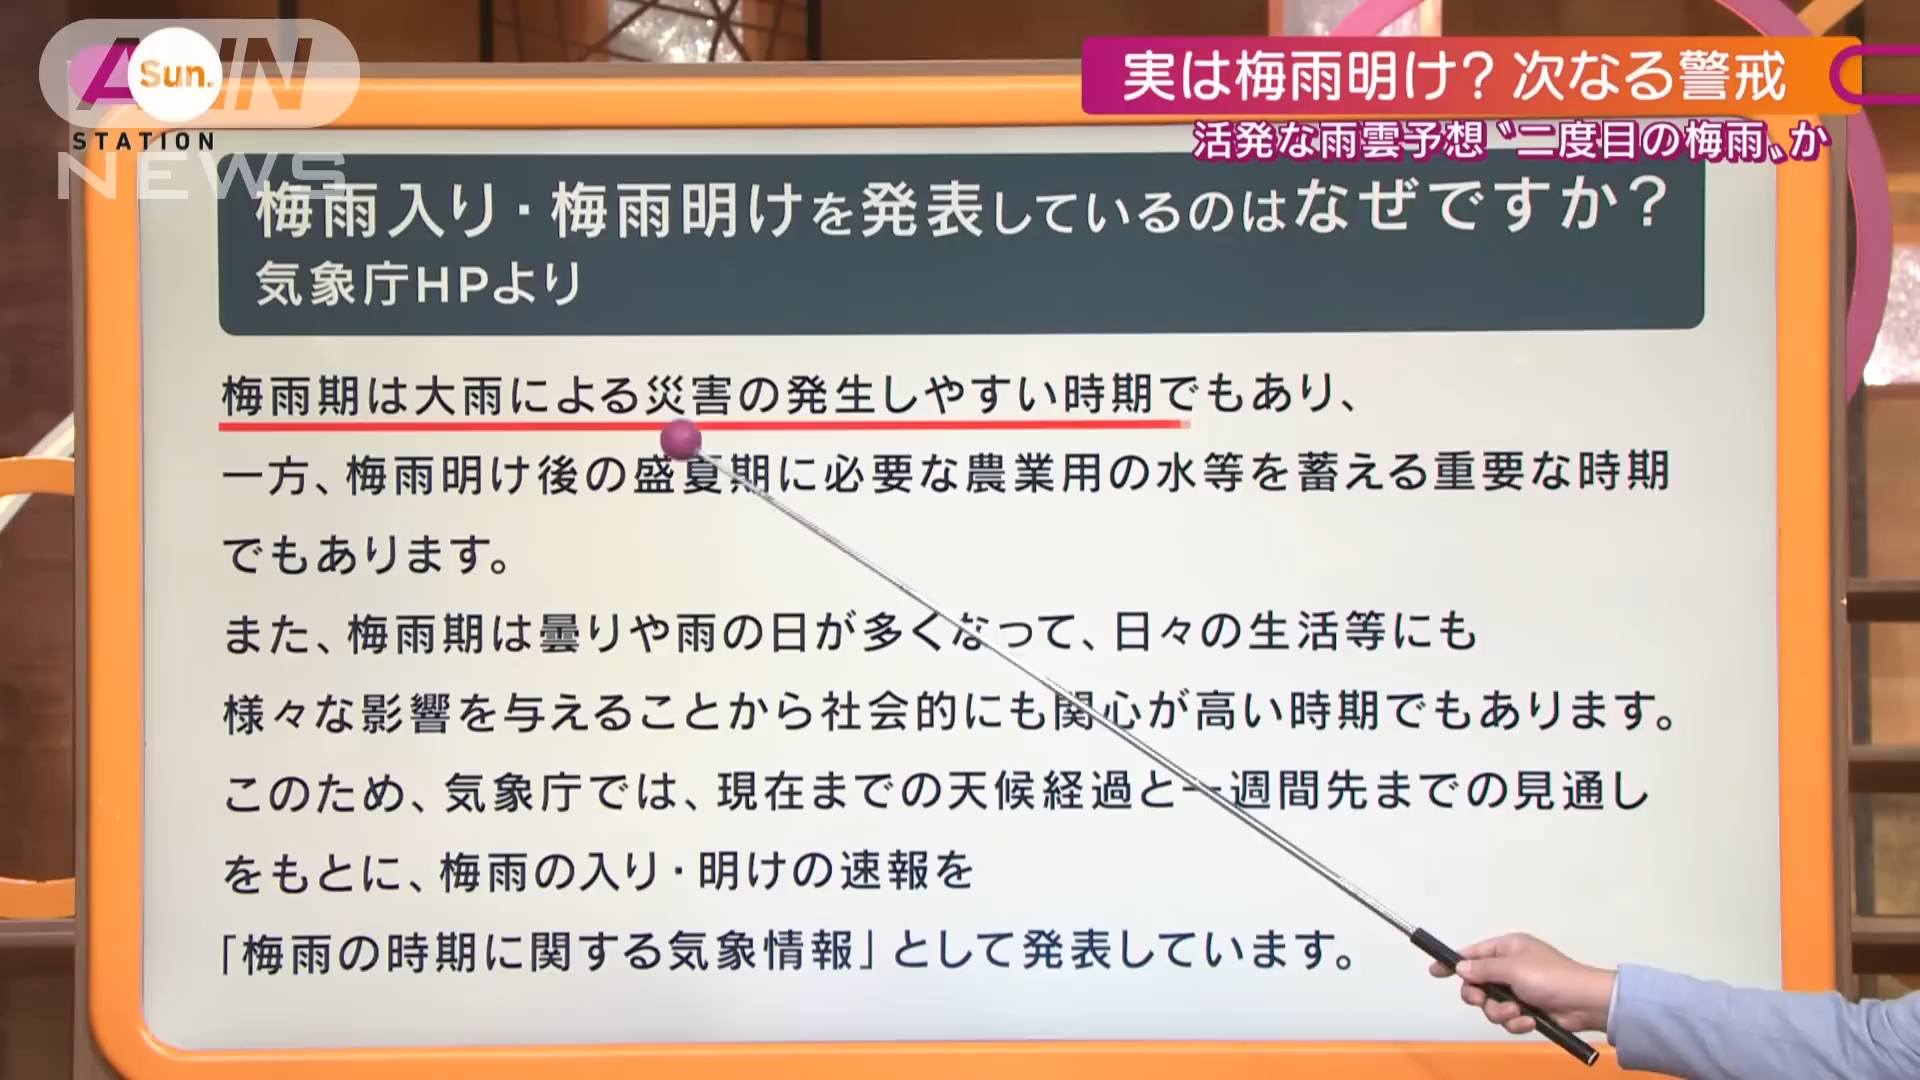 ANN
Sun.
STATION
NEWS
実は梅雨明け？次なる警戒
活発な雨雲予想〝二度目の梅雨〟か
梅雨入り・梅雨明けを発表しているのはなぜですか？
気象庁HPより
梅雨期は大雨による災害の発生しやすい時期でもあり、
一方、梅雨明け後の盛夏期に必要な農業用の水等を蓄える重要な時期
でもあります。
また、梅雨期は曇りや雨の日が多くなって、日々の生活等にも
様々な影響を与えることから社会的にも関心が高い時期でもあります。
このため、気象庁では、現在までの天候経過と一週間先までの見通し
をもとに、梅雨の入り・明けの速報を
「梅雨の時期に関する気象情報」として発表しています。